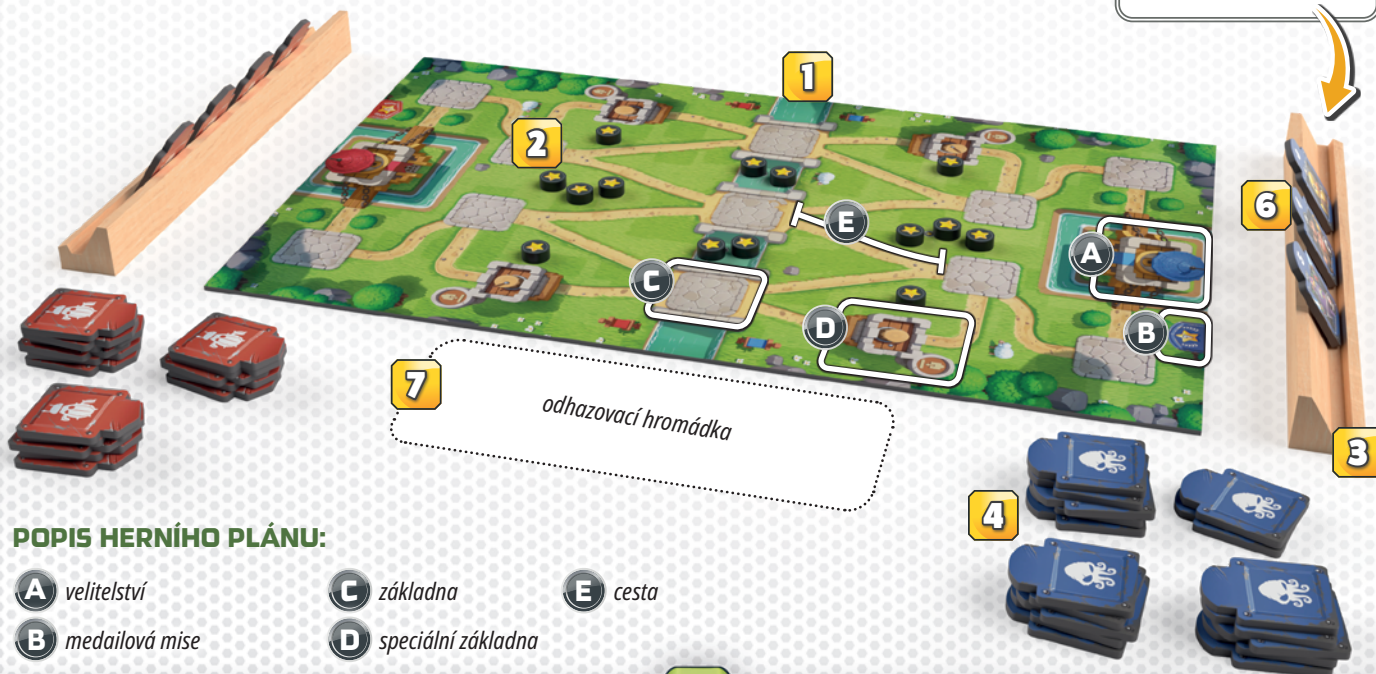 1
2
E
6
A
C
D
B
7
odhazovací hromádka
3
4
POPIS HERNÍHO PLÁNU:
A velitelství
C základna
E cesta
B medailová mise
D speciální základna